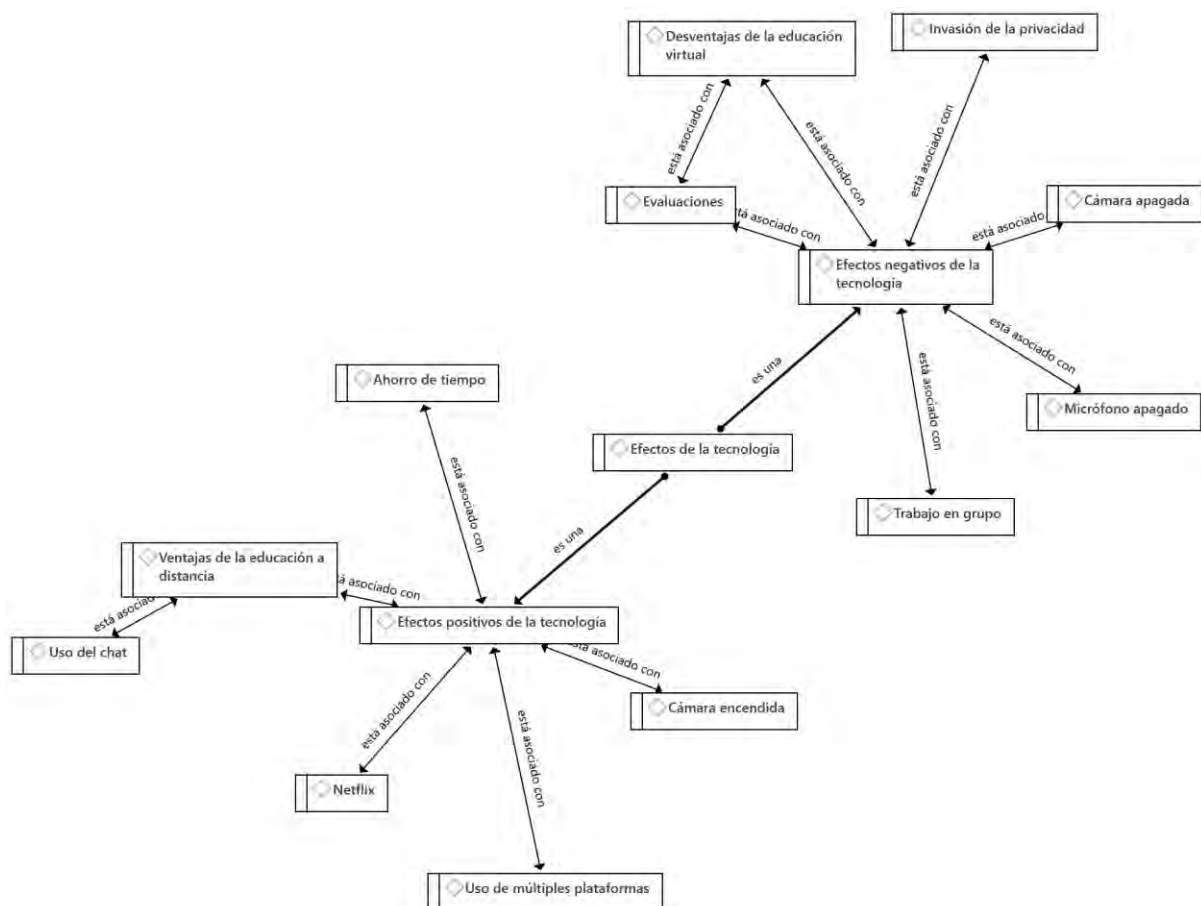 Desventajas de la educación
virtual
Invasión de la privacidad
está asociado con
está asociado con
está asociado con
Evaluaciones
está asociado con
Cámara apagada
está asociado
Efectos negativos de la
tecnología
está asociado con
está asociado con
es una
Ahorro de tiempo
Micrófono apagado
Efectos de la tecnología
está asociado con
Trabajo en grupo
es una
Ventajas de la educación a
distancia
está asociado con
está asociado
Efectos positivos de la tecnología
Uso del chat
está asociado con
está asociado con
está asociado con
Cámara encendida
Netflix
Uso de múltiples plataformas